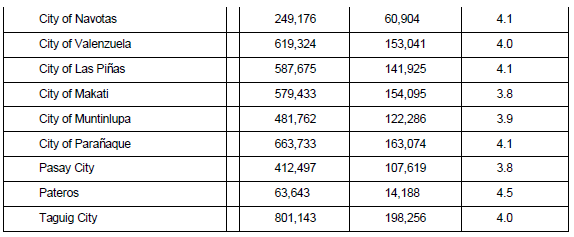 City of Navotas 249,176 60,904 4.1
City of Valenzuela 619,324 153,041 4.0
City of Las Piñas 587,675 141,925 4.1
City of Makati 579,433 154,095 3.8
City of Muntinlupa 481,762 122,286 3.9
City of Parañaque 663,733 163,074 4.1
Pasay City 412,497 107,619 3.8
Pateros 63,643 14,188 4.5
Taguig City 801,143 198,256 4.0